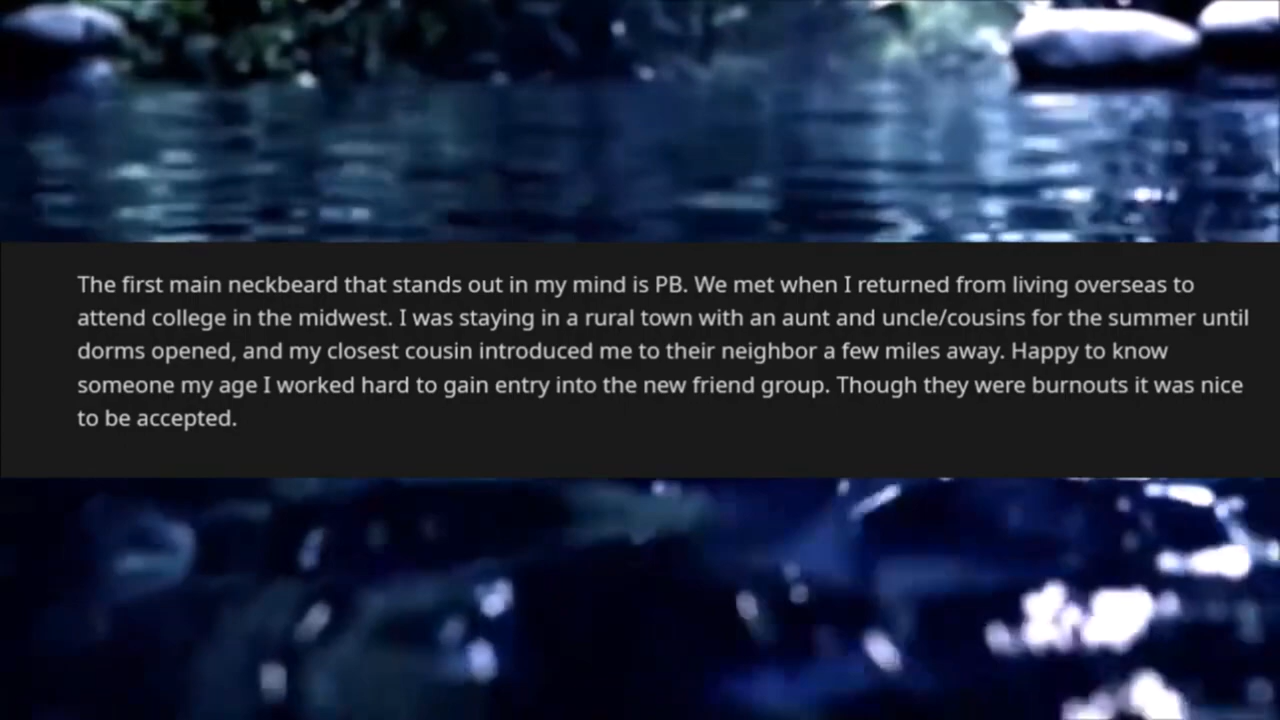 The first main neckbeard that stands out in my mind is PB. We met when I returned from living overseas to
attend college in the midwest. I was staying in a rural town with an aunt and uncle/cousins for the summer until
dorms opened, and my closest cousin introduced me to their neighbor a few miles away. Happy to know
someone my age I worked hard to gain entry into the new friend group. Though they were burnouts it was nice
to be accepted.